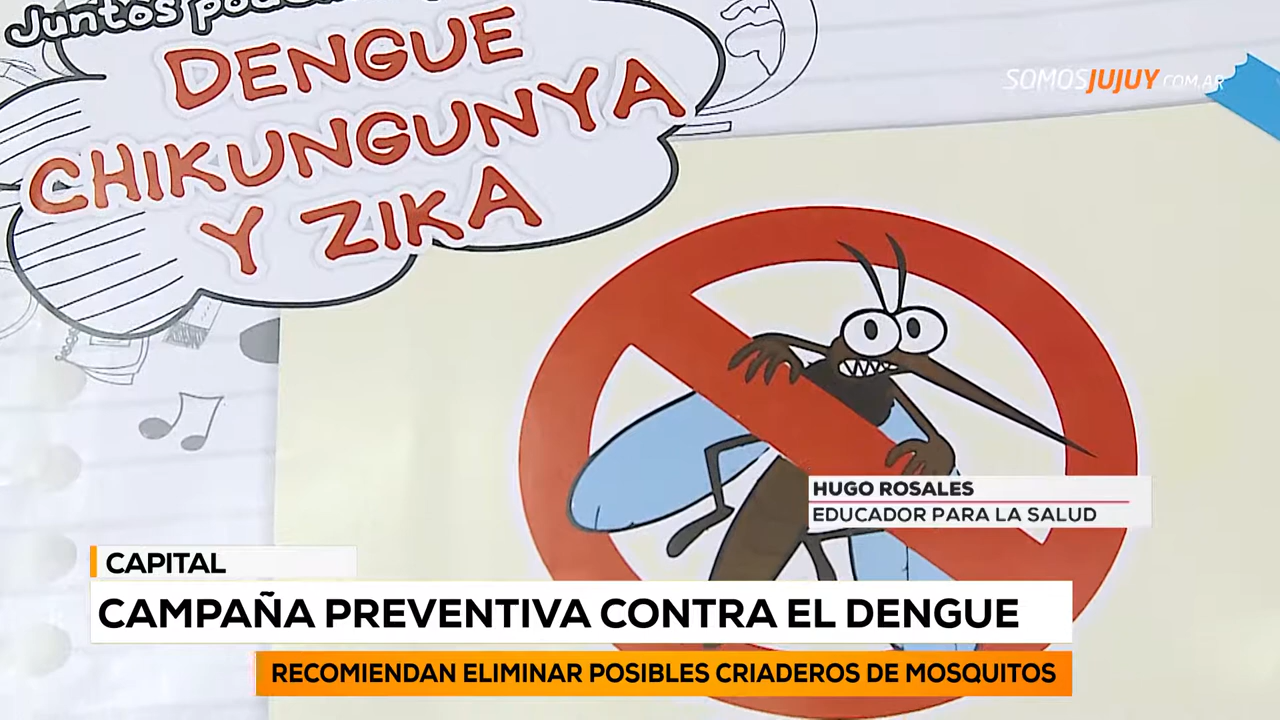 Juntos
DENGUE
CHIKUNGUNYA
Y ZIKA
SOMOSJUJUY.COM.AR
HUGO ROSALES
EDUCADOR PARA LA SALUD
CAPITAL
CAMPAÑA PREVENTIVA CONTRA EL DENGUE
RECOMIENDAN ELIMINAR POSIBLES CRIADEROS DE MOSQUITOS